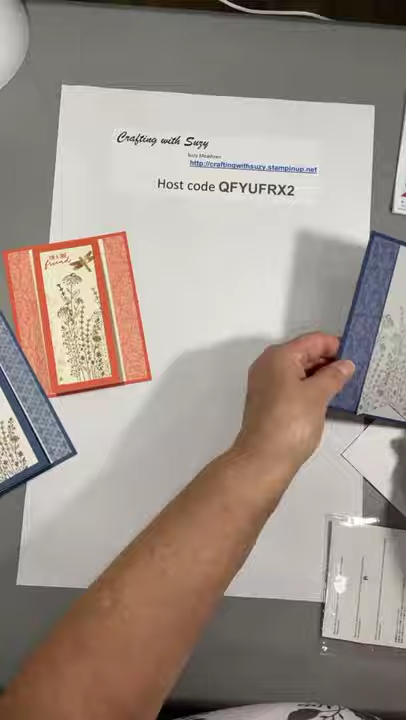 Crafting with Suzy
Suzy Meadows
http://craftingwithsuzy.stampinup.net
Host code QFYUFRX2
friend